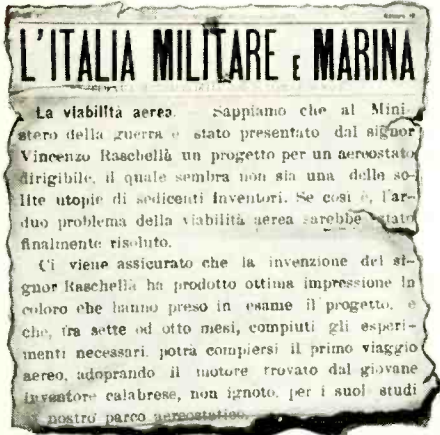 L'ITALIA MILITARE E MARINA
La viabilità aerea. Sappiamo che al Mini-
stero della guerra è stato presentato dal signor
Vincenzo Raschellà un progetto per un aereostato
dirigibile, il quale sembra non sia una delle so-
lite utopie di sedicenti inventori. Se così è, l'ar-
duo problema della viabilità aerea sarebbe stato
finalmente risoluto.
Ci viene assicurato che la invenzione del si-
gnor Raschellà ha prodotto ottima impressione in
coloro che hanno preso in esame il progetto, e
che, fra sette od otto mesi, compiuti gli esperi-
menti necessari, potrà compiersi il primo viaggio
aereo, adoprando il motore trovato dal giovane
inventore calabrese, non ignoto, per i suoi studi
nostro parco aereostatico.